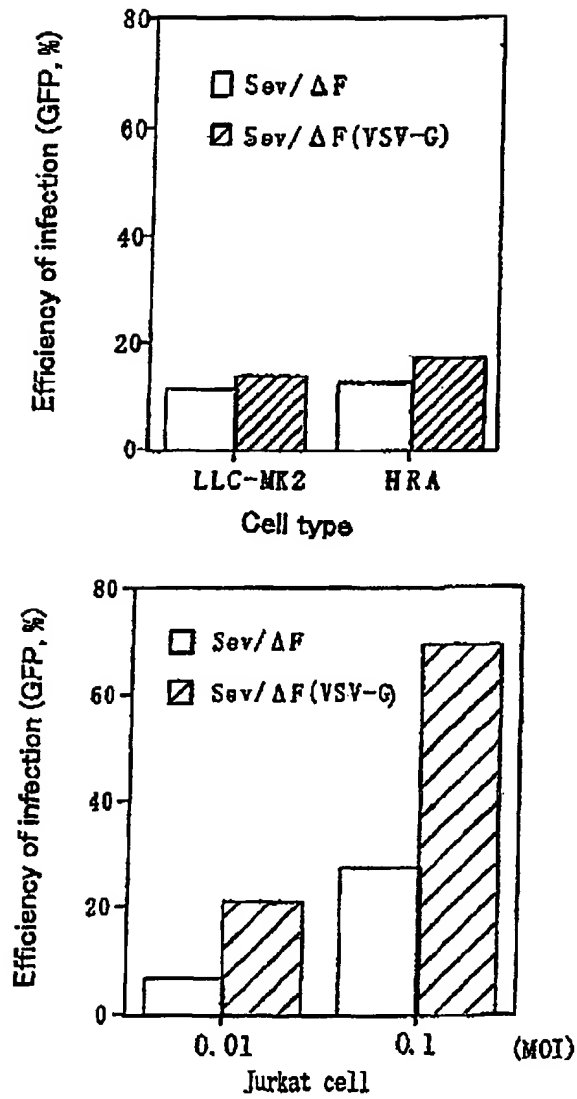 Efficiency of infection (GFP, %)
80
60
40
20
0
Sev/ΔF
Sev/ΔF(VSV-G)
LLC-MK2 HRA
Cell type
Efficiency of infection (GFP, %)
80
60
40
20
0
Sev/ΔF
Sev/ΔF(VSV-G)
0.01 0.1 (MOI)
Jurkat cell